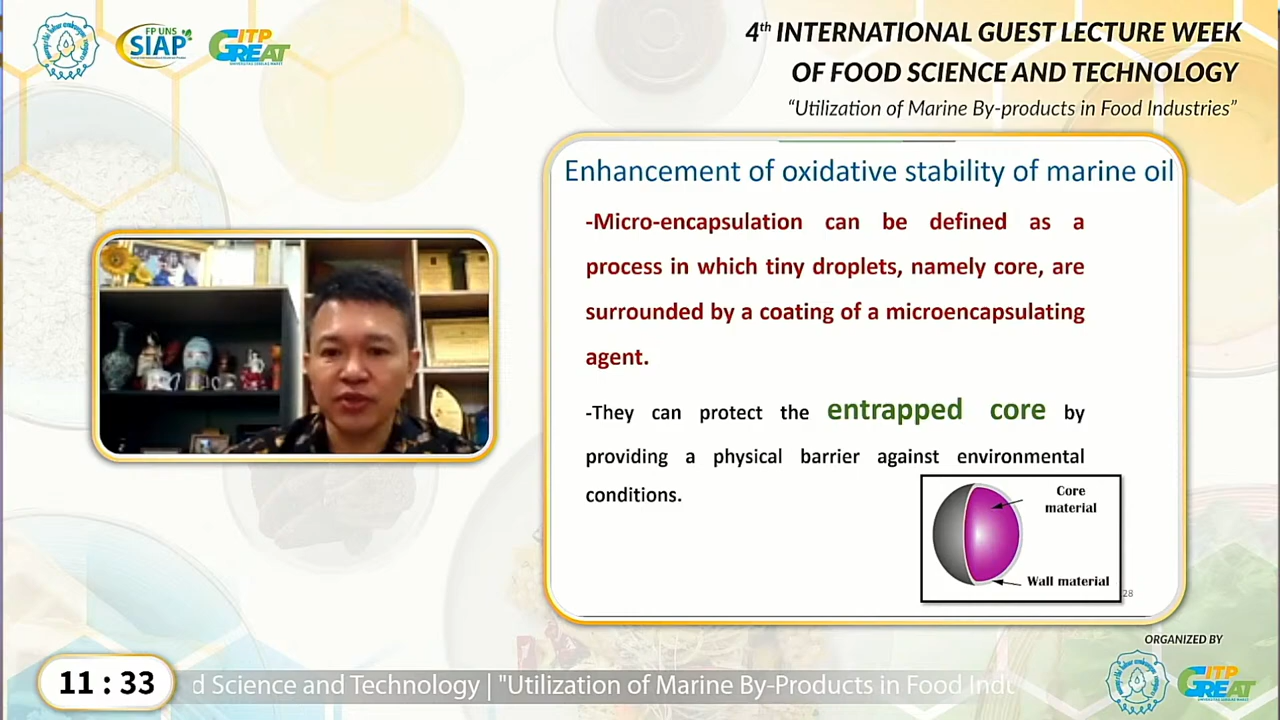 FP UNS
SIAP
ITP
GREAT
4th INTERNATIONAL GUEST LECTURE WEEK
OF FOOD SCIENCE AND TECHNOLOGY
“Utilization of Marine By-products in Food Industries”
Enhancement of oxidative stability of marine oil
-Micro-encapsulation can be defined as a
process in which tiny droplets, namely core, are
surrounded by a coating of a microencapsulating
agent.
-They can protect the entrapped core by
providing a physical barrier against environmental
conditions.
Core
material
Wall material
28
ORGANIZED BY
ITP
GREAT
11 : 33
d Science and Technology | "Utilization of Marine By-Products in Food Indu